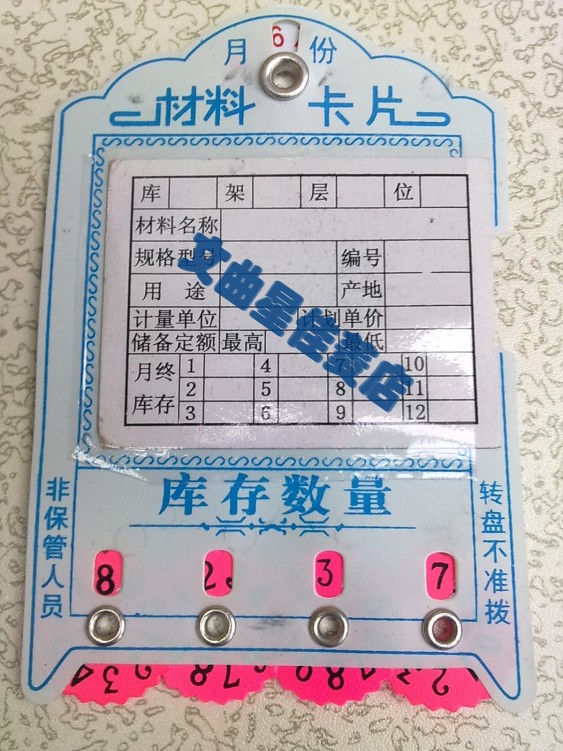 月 6 份
材料 卡片
库 架 层 位
材料名称
规格型号 编号
用 途 产地
计量单位 计划单价
储备定额 最高 最低
月终 1 4 7 10
库存 2 5 8 11
3 6 9 12
文曲星佳美店
库存数量
非保管人员
转盘不准拨
8 2. 3 7